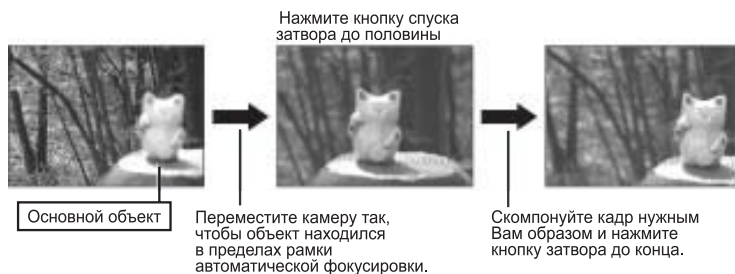 Нажмите кнопку спуска
затвора до половины
Основной объект
Переместите камеру так,
чтобы объект находился
в пределах рамки
автоматической фокусировки.
Скомпонуйте кадр нужным
Вам образом и нажмите
кнопку затвора до конца.